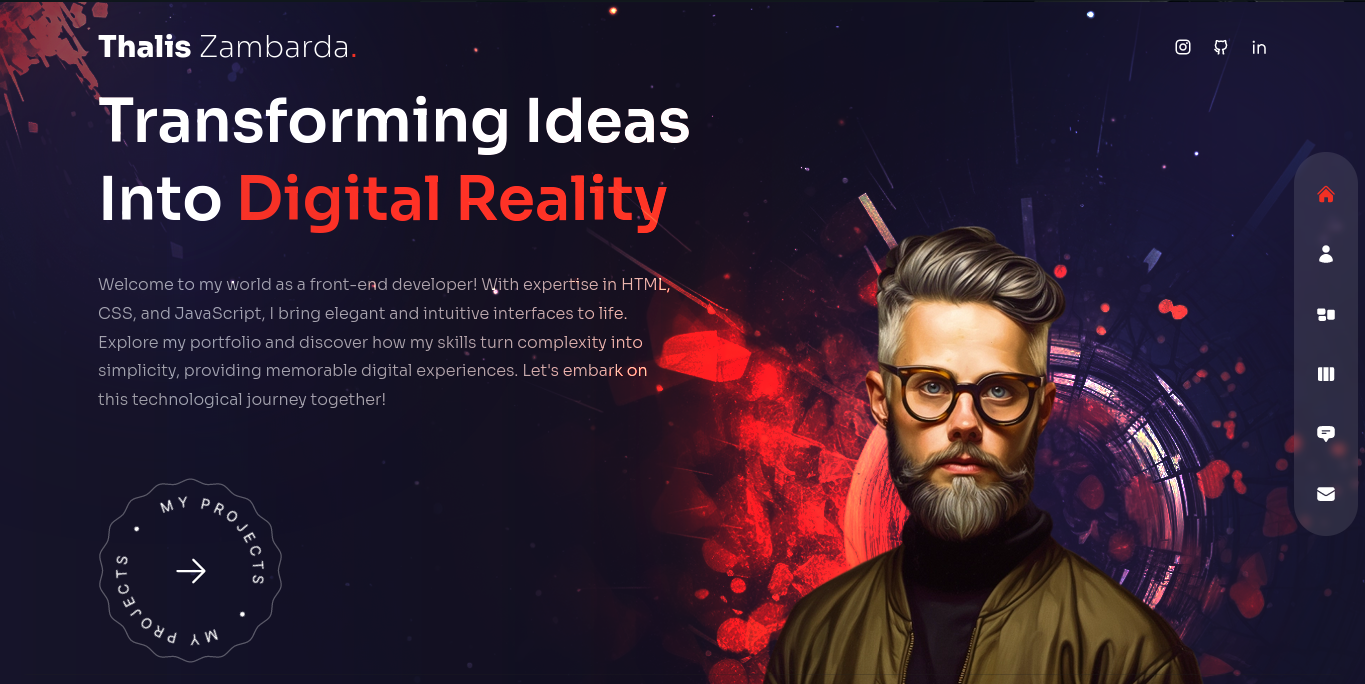 Thalis Zambarda.
Transforming Ideas
Into Digital Reality
Welcome to my world as a front-end developer! With expertise in HTML,
CSS, and JavaScript, I bring elegant and intuitive interfaces to life.
Explore my portfolio and discover how my skills turn complexity into
simplicity, providing memorable digital experiences. Let's embark on
this technological journey together!
MY PROJECTS • MY PROJECTS •